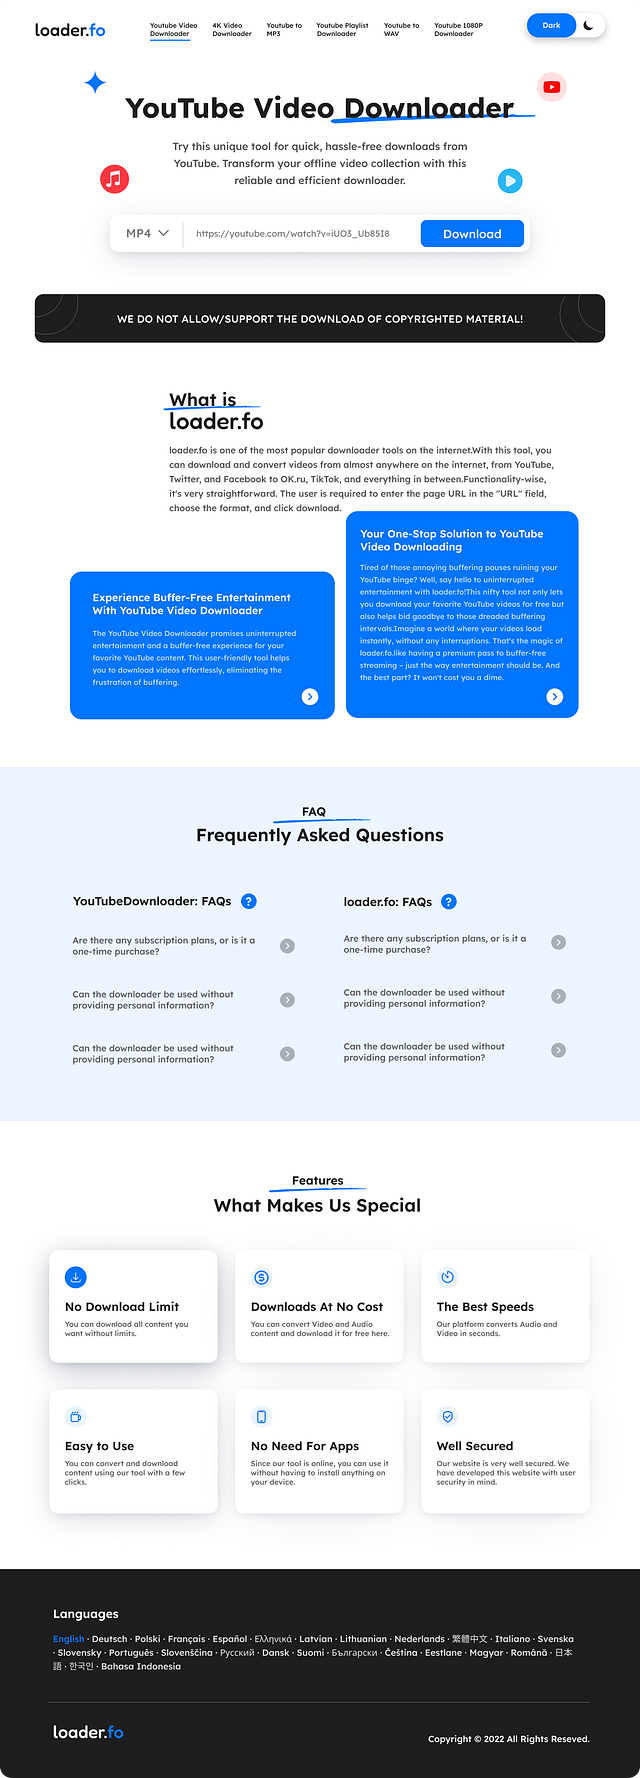 loader.fo
Youtube Video
Downloader
4K Video
Downloader
Youtube to
MP3
Youtube Playlist
Downloader
Youtube to
WAV
Youtube 1080P
Downloader
Dark
YouTube Video Downloader
Try this unique tool for quick, hassle-free downloads from
YouTube. Transform your offline video collection with this
reliable and efficient downloader.
MP4
https://youtube.com/watch?v=iUO3_Ub85I8
Download
WE DO NOT ALLOW/SUPPORT THE DOWNLOAD OF COPYRIGHTED MATERIAL!
What is
loader.fo
loader.fo is one of the most popular downloader tools on the internet.With this tool, you
can download and convert videos from almost anywhere on the internet, from YouTube,
Twitter, and Facebook to OK.ru, TikTok, and everything in between.Functionality-wise,
it's very straightforward. The user is required to enter the page URL in the "URL" field,
choose the format, and click download.
Experience Buffer-Free Entertainment
With YouTube Video Downloader
The YouTube Video Downloader promises uninterrupted
entertainment and a buffer-free experience for your
favorite YouTube content. This user-friendly tool helps
you to download videos effortlessly, eliminating the
frustration of buffering.
Your One-Stop Solution to YouTube
Video Downloading
Tired of those annoying buffering pauses ruining your
YouTube binge? Well, say hello to uninterrupted
entertainment with loader.fo!This nifty tool not only lets
you download your favorite YouTube videos for free but
also helps bid goodbye to those dreaded buffering
intervals.Imagine a world where your videos load
instantly, without any interruptions. That's the magic of
loader.fo.like having a premium pass to buffer-free
streaming – just the way entertainment should be. And
the best part? It won't cost you a dime.
FAQ
Frequently Asked Questions
YouTubeDownloader: FAQs ?
Are there any subscription plans, or is it a
one-time purchase?
Can the downloader be used without
providing personal information?
Can the downloader be used without
providing personal information?
loader.fo: FAQs ?
Are there any subscription plans, or is it a
one-time purchase?
Can the downloader be used without
providing personal information?
Can the downloader be used without
providing personal information?
Features
What Makes Us Special
No Download Limit
You can download all content you
want without limits.
Downloads At No Cost
You can convert Video and Audio
content and download it for free here.
The Best Speeds
Our platform converts Audio and
Video in seconds.
Easy to Use
You can convert and download
content using our tool with a few
clicks.
No Need For Apps
Since our tool is online, you can use it
without having to install anything on
your device.
Well Secured
Our website is very well secured. We
have developed this website with user
security in mind.
Languages
English · Deutsch · Polski · Français · Español · Ελληνικά · Latvian · Lithuanian · Nederlands · 繁體中文 · Italiano · Svenska
· Slovensky · Português · Slovenščina · Русский · Dansk · Suomi · Български · Čeština · Eestlane · Magyar · Română · 日本
語 · 한국인 · Bahasa Indonesia
loader.fo
Copyright © 2022 All Rights Reseved.